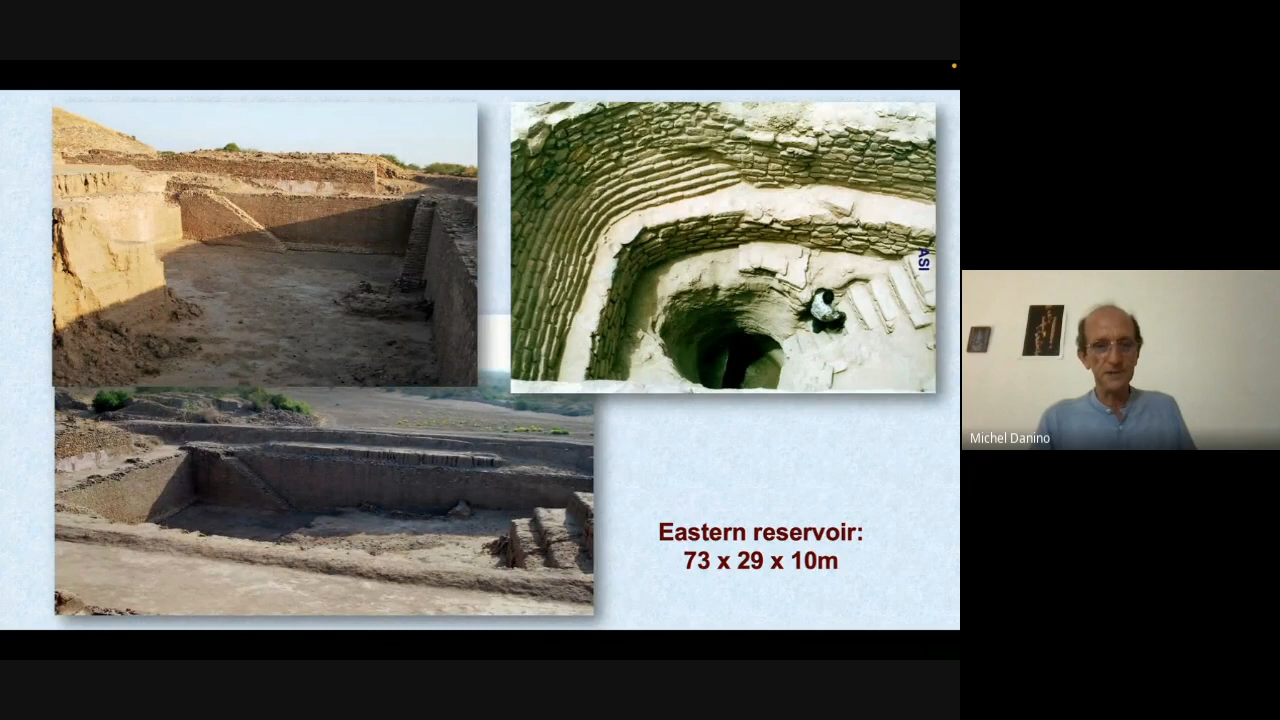 ASI
Eastern reservoir:
73 x 29 x 10m
Michel Danino